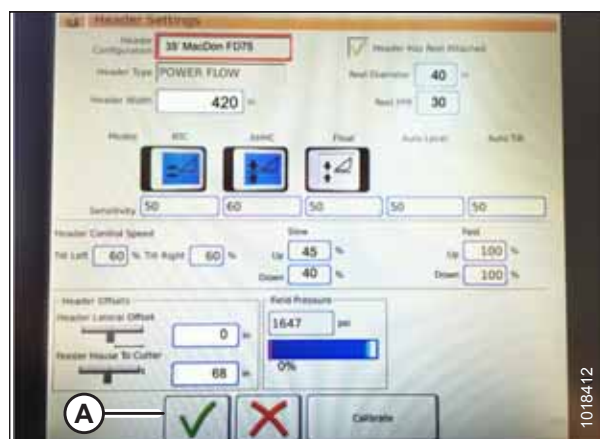 Header Settings
Header Configuration 35' MacDon FD75
Header Has Reel Attached
Header Type POWER FLOW
Reel Diameter 40 in
Header Width 420 in
Reel PPR 30
Modes RTC AHHC Float Auto Level Auto Tilt
Sensitivity 50 60 50 50 50
Header Control Speed
Slow Fast
Tilt Left 60 % Tilt Right 60 % Up 45 % Up 100 %
Down 40 % Down 100 %
Header Offsets
Field Pressure
Header Lateral Offset
0 in
1647 psi
Feeder House To Cutter
68 in
0%
A
Calibrate
1018412